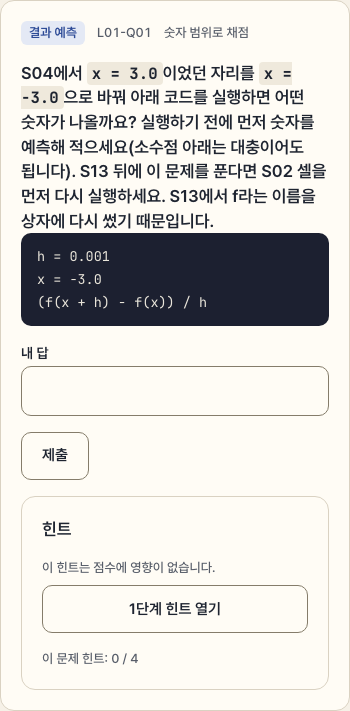 결과 예측 L01-Q01 숫자 범위로 채점
S04에서 x = 3.0 이었던 자리를 x =
-3.0 으로 바꿔 아래 코드를 실행하면 어떤
숫자가 나올까요? 실행하기 전에 먼저 숫자를
예측해 적으세요(소수점 아래는 대충이어도
됩니다). S13 뒤에 이 문제를 푼다면 S02 셀을
먼저 다시 실행하세요. S13에서 f라는 이름을
상자에 다시 썼기 때문입니다.
h = 0.001
x = -3.0
(f(x + h) - f(x)) / h
내 답
제출
힌트
이 힌트는 점수에 영향이 없습니다.
1단계 힌트 열기
이 문제 힌트: 0 / 4